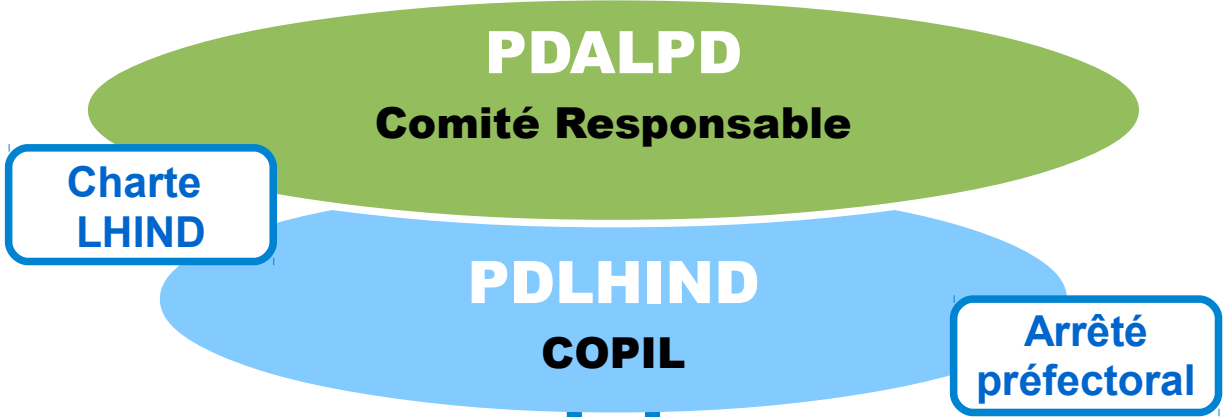 PDALPD
Comité Responsable
Charte
LHIND
PDLHIND
COPIL
Arrêté
préfectoral